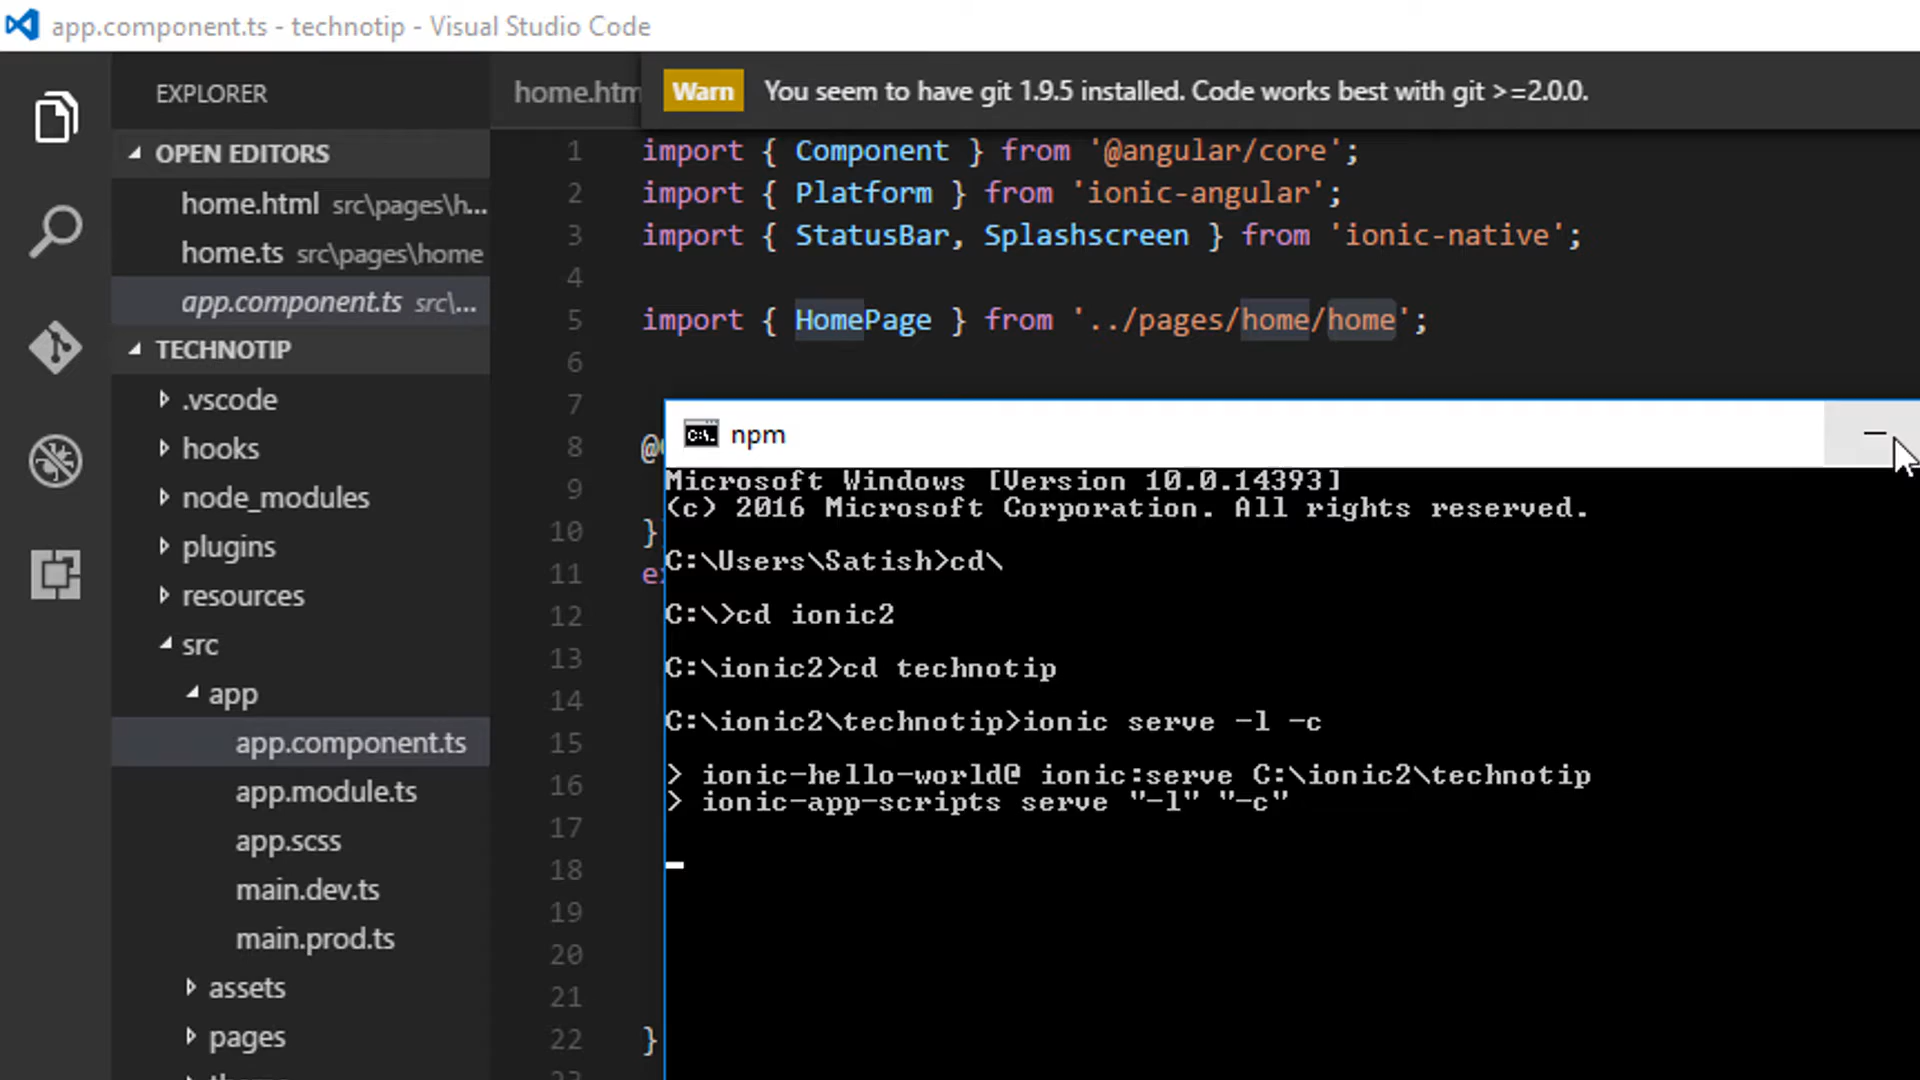 app.component.ts - technotip - Visual Studio Code
EXPLORER
OPEN EDITORS
home.html src\pages\h...
home.ts src\pages\home
app.component.ts src\...
TECHNOTIP
.vscode
hooks
node_modules
plugins
resources
src
app
app.component.ts
app.module.ts
app.scss
main.dev.ts
main.prod.ts
assets
pages
home.htm
Warn You seem to have git 1.9.5 installed. Code works best with git >=2.0.0.
1 import { Component } from '@angular/core';
2 import { Platform } from 'ionic-angular';
3 import { StatusBar, Splashscreen } from 'ionic-native';
4
5 import { HomePage } from '../pages/home/home';
6
7
8 @
9
10 }
11 ex
12
13
14
15
16
17
18
19
20
21
22 }
npm
Microsoft Windows [Version 10.0.14393]
(c) 2016 Microsoft Corporation. All rights reserved.
C:\Users\Satish>cd\
C:\>cd ionic2
C:\ionic2>cd technotip
C:\ionic2\technotip>ionic serve -l -c
> ionic-hello-world@ ionic:serve C:\ionic2\technotip
> ionic-app-scripts serve "-l" "-c"